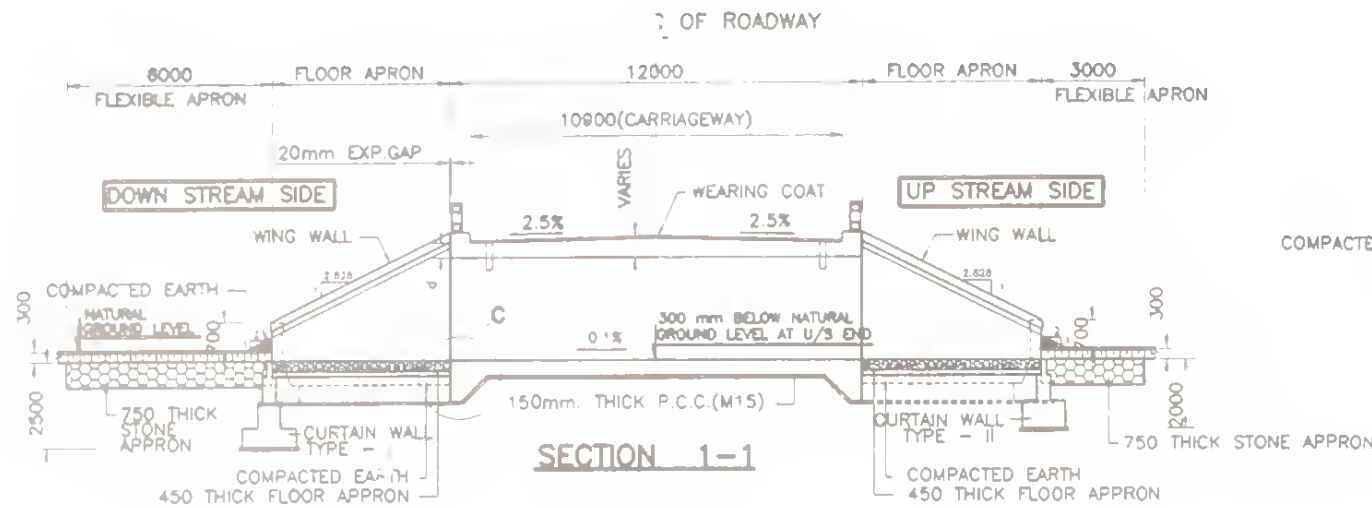 OF ROADWAY
6000
FLOOR APRON
12000
FLOOR APRON
3000
FLEXIBLE APRON
FLEXIBLE APRON
10900(CARRIAGEWAY)
20mm EXP.GAP
VARIES
DOWN STREAM SIDE
WEARING COAT
UP STREAM SIDE
2.5%
2.5%
WING WALL
WING WALL
COMPACTE
2.828
2.828
COMPACTED EARTH
d
300
NATURAL
GROUND LEVEL
700
C
0.1%
300 mm BELOW NATURAL
GROUND LEVEL AT U/S END
700
300
2500
750 THICK
STONE
APPRON
CURTAIN WALL
TYPE -
150mm. THICK P.C.C.(M15)
CURTAIN WALL
TYPE - II
2000
750 THICK STONE APPRON
SECTION 1-1
COMPACTED EARTH
450 THICK FLOOR APPRON
COMPACTED EARTH
450 THICK FLOOR APPRON